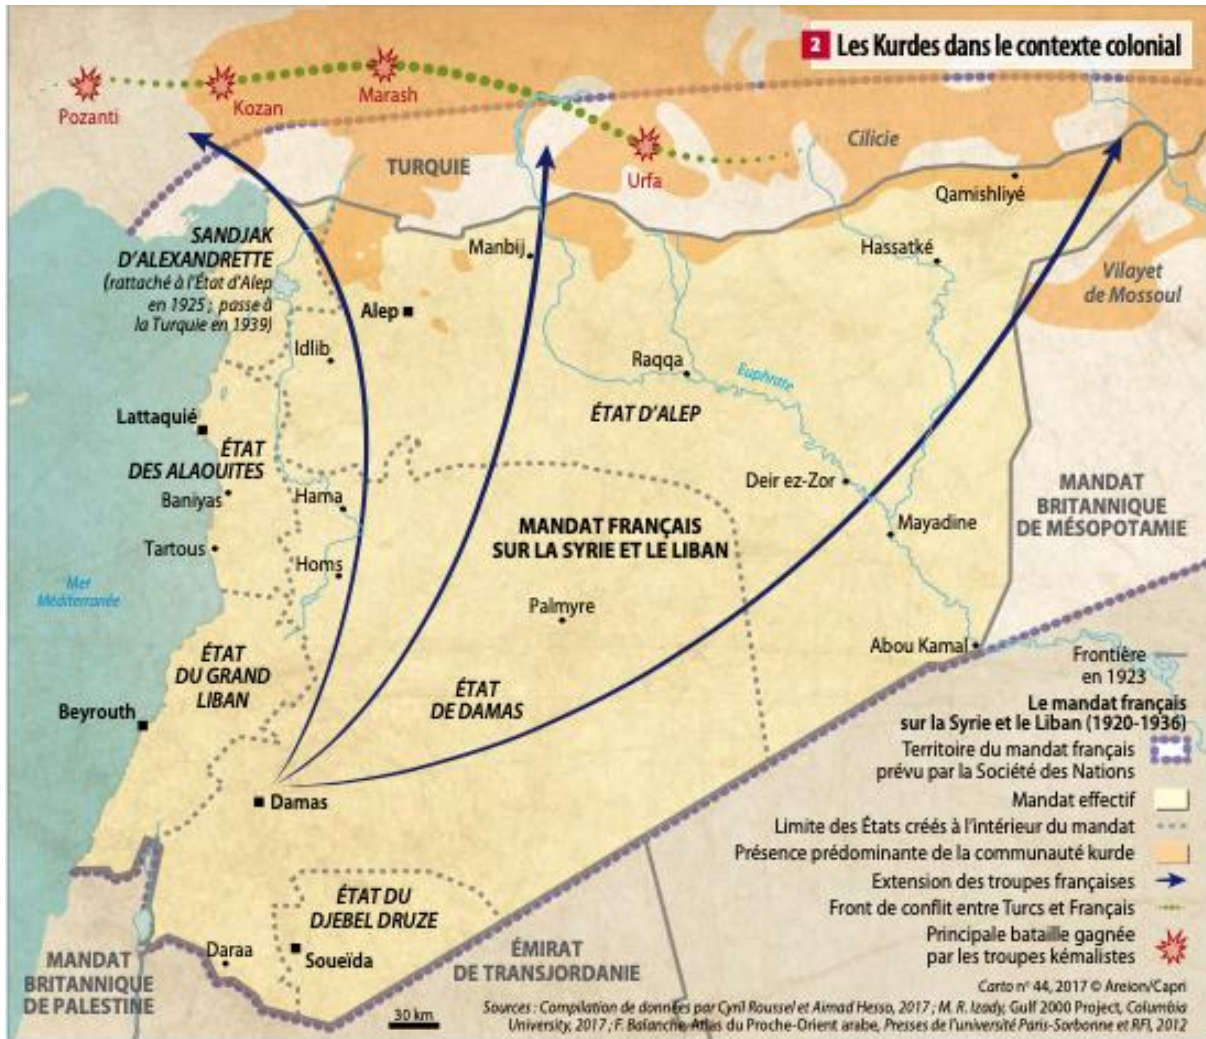 2 Les Kurdes dans le contexte colonial
Pozanti
Kozan
Marash
Urfa
Cilicie
TURQUIE
Qamishliyé
SANDJAK
D'ALEXANDRETTE
(rattaché à l'État d'Alep
en 1925 ; passe à
la Turquie en 1939)
Manbij
Hassatké
Vilayet
de Mossoul
Alep
Idlib
Raqqa
Euphrate
ÉTAT D'ALEP
Lattaquié
ÉTAT
DES ALAOUITES
Baniyas
Hama
Deir ez-Zor
MANDAT
BRITANNIQUE
DE MÉSOPOTAMIE
MANDAT FRANÇAIS
SUR LA SYRIE ET LE LIBAN
Mayadine
Tartous
Homs
Mer
Méditerranée
Palmyre
Abou Kamal
ÉTAT
DU GRAND
LIBAN
ÉTAT
DE DAMAS
Beyrouth
Damas
ÉTAT DU
DJEBEL DRUZE
Daraa
Soueïda
MANDAT
BRITANNIQUE
DE PALESTINE
ÉMIRAT
DE TRANSJORDANIE
30 km
Frontière
en 1923
Le mandat français
sur la Syrie et le Liban (1920-1936)
Territoire du mandat français
prévu par la Société des Nations
Mandat effectif
Limite des États créés à l'intérieur du mandat
Présence prédominante de la communauté kurde
Extension des troupes françaises
Front de conflit entre Turcs et Français
Principale bataille gagnée
par les troupes kémalistes
Carto n° 44, 2017 © Areion/Capri
Sources : Compilation de données par Cyril Roussel et Aimad Hesso, 2017 ; M. R. Izady, Gulf 2000 Project, Columbia
University, 2017 ; F. Balanche, Atlas du Proche-Orient arabe, Presses de l'université Paris-Sorbonne et RFI, 2012